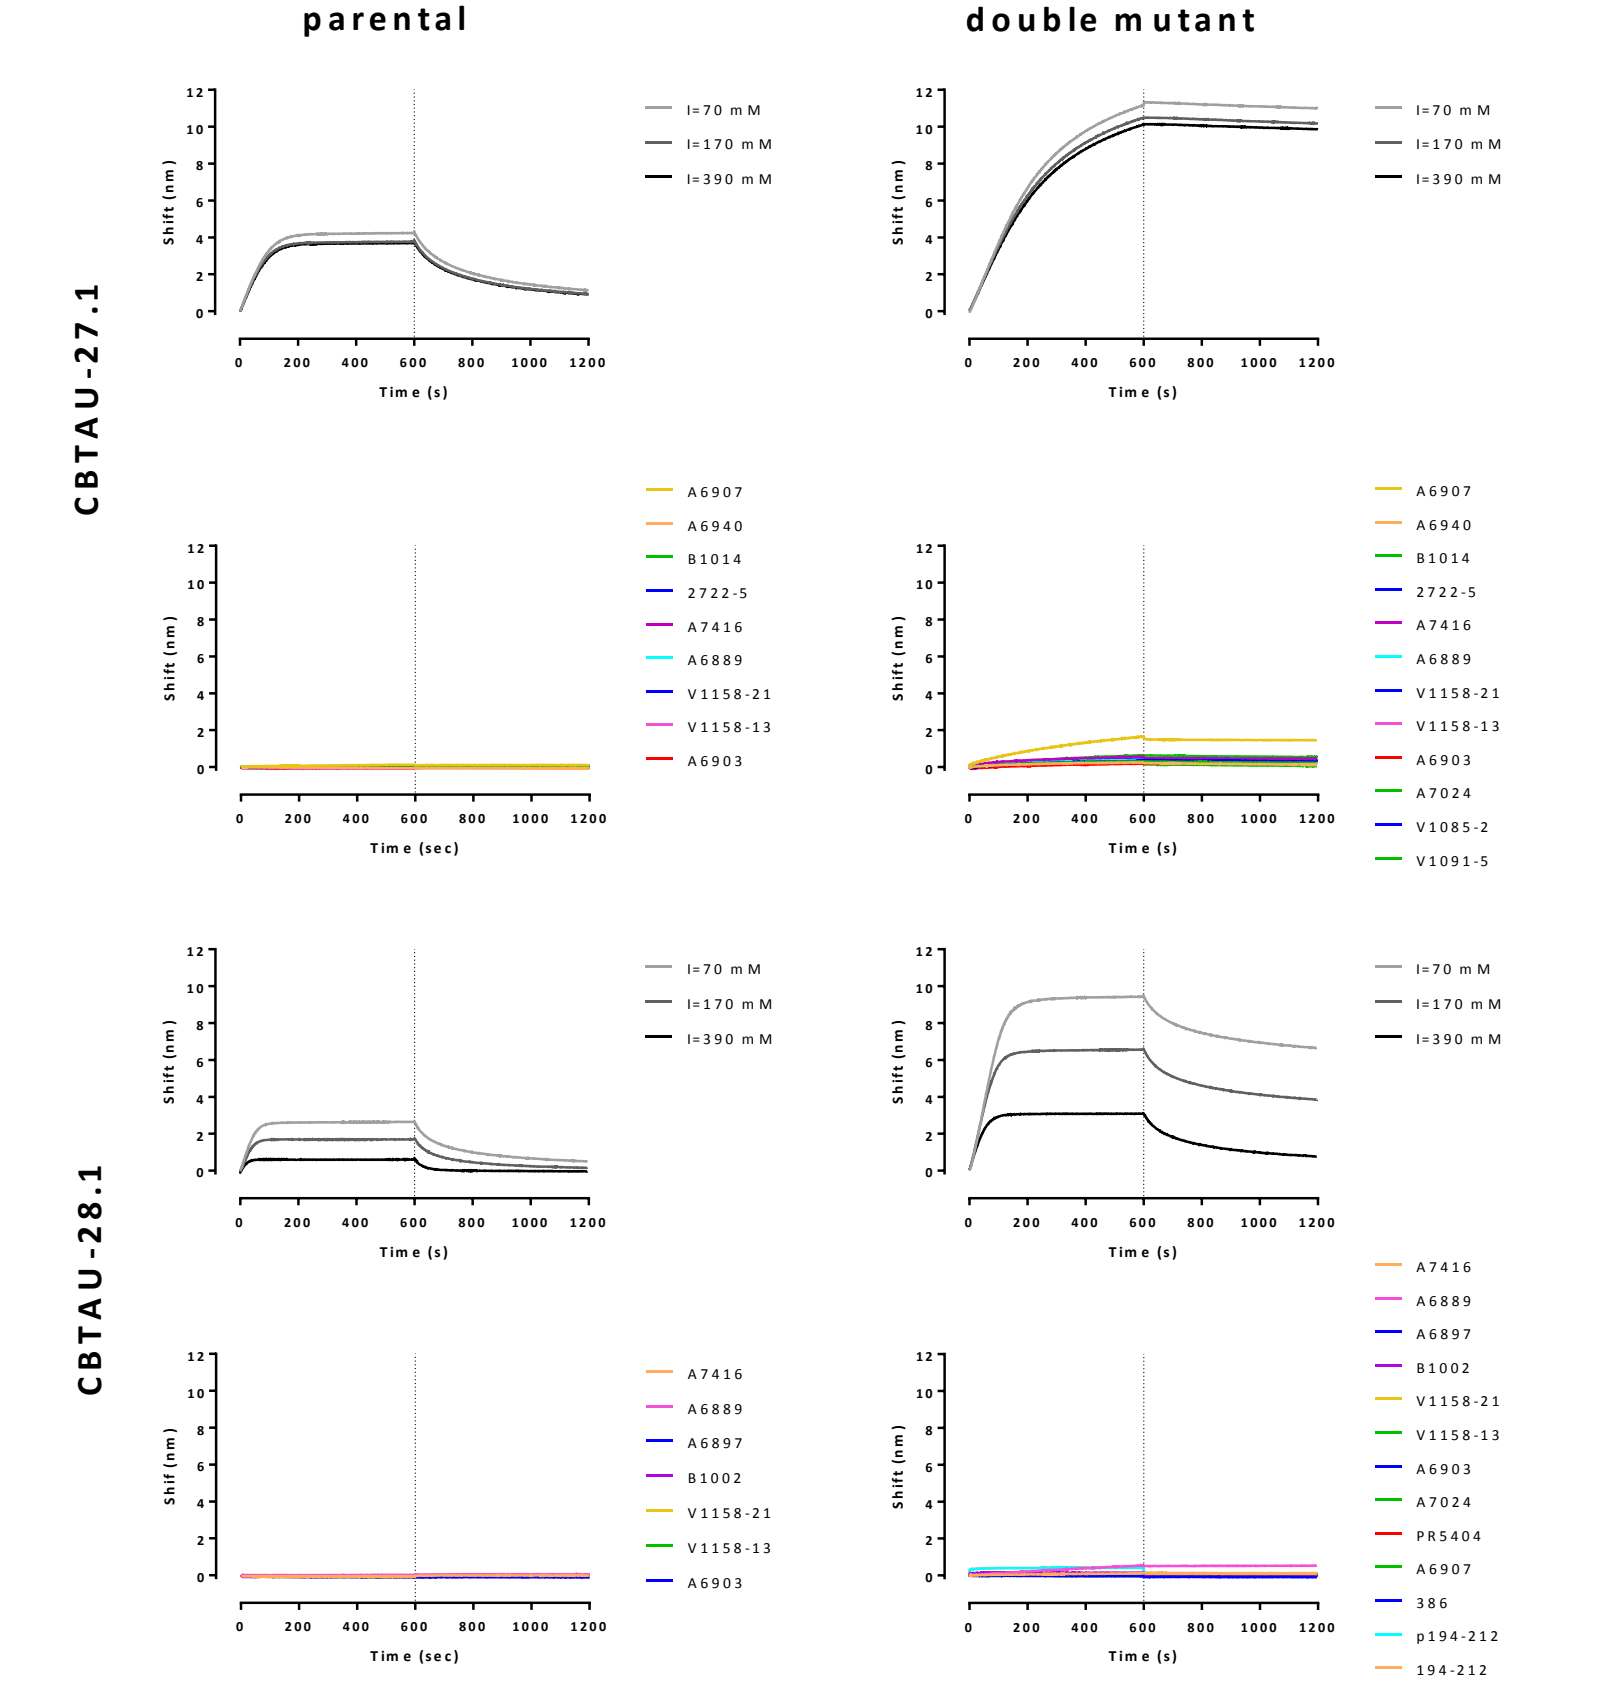 parental
double mutant
CBTAU-27.1
12
10
8
6
4
2
0
Shift (nm)
0 200 400 600 800 1000 1200
Time (s)
I=70 mM
I=170 mM
I=390 mM
12
10
8
6
4
2
0
Shift (nm)
0 200 400 600 800 1000 1200
Time (s)
I=70 mM
I=170 mM
I=390 mM
12
10
8
6
4
2
0
Shift (nm)
0 200 400 600 800 1000 1200
Time (sec)
A6907
A6940
B1014
2722-5
A7416
A6889
V1158-21
V1158-13
A6903
12
10
8
6
4
2
0
Shift (nm)
0 200 400 600 800 1000 1200
Time (s)
A6907
A6940
B1014
2722-5
A7416
A6889
V1158-21
V1158-13
A6903
A7024
V1085-2
V1091-5
CBTAU-28.1
12
10
8
6
4
2
0
Shift (nm)
0 200 400 600 800 1000 1200
Time (s)
I=70 mM
I=170 mM
I=390 mM
12
10
8
6
4
2
0
Shift (nm)
0 200 400 600 800 1000 1200
Time (s)
I=70 mM
I=170 mM
I=390 mM
12
10
8
6
4
2
0
Shif (nm)
0 200 400 600 800 1000 1200
Time (sec)
A7416
A6889
A6897
B1002
V1158-21
V1158-13
A6903
12
10
8
6
4
2
0
Shift (nm)
0 200 400 600 800 1000 1200
Time (s)
A7416
A6889
A6897
B1002
V1158-21
V1158-13
A6903
A7024
PR5404
A6907
386
p194-212
194-212